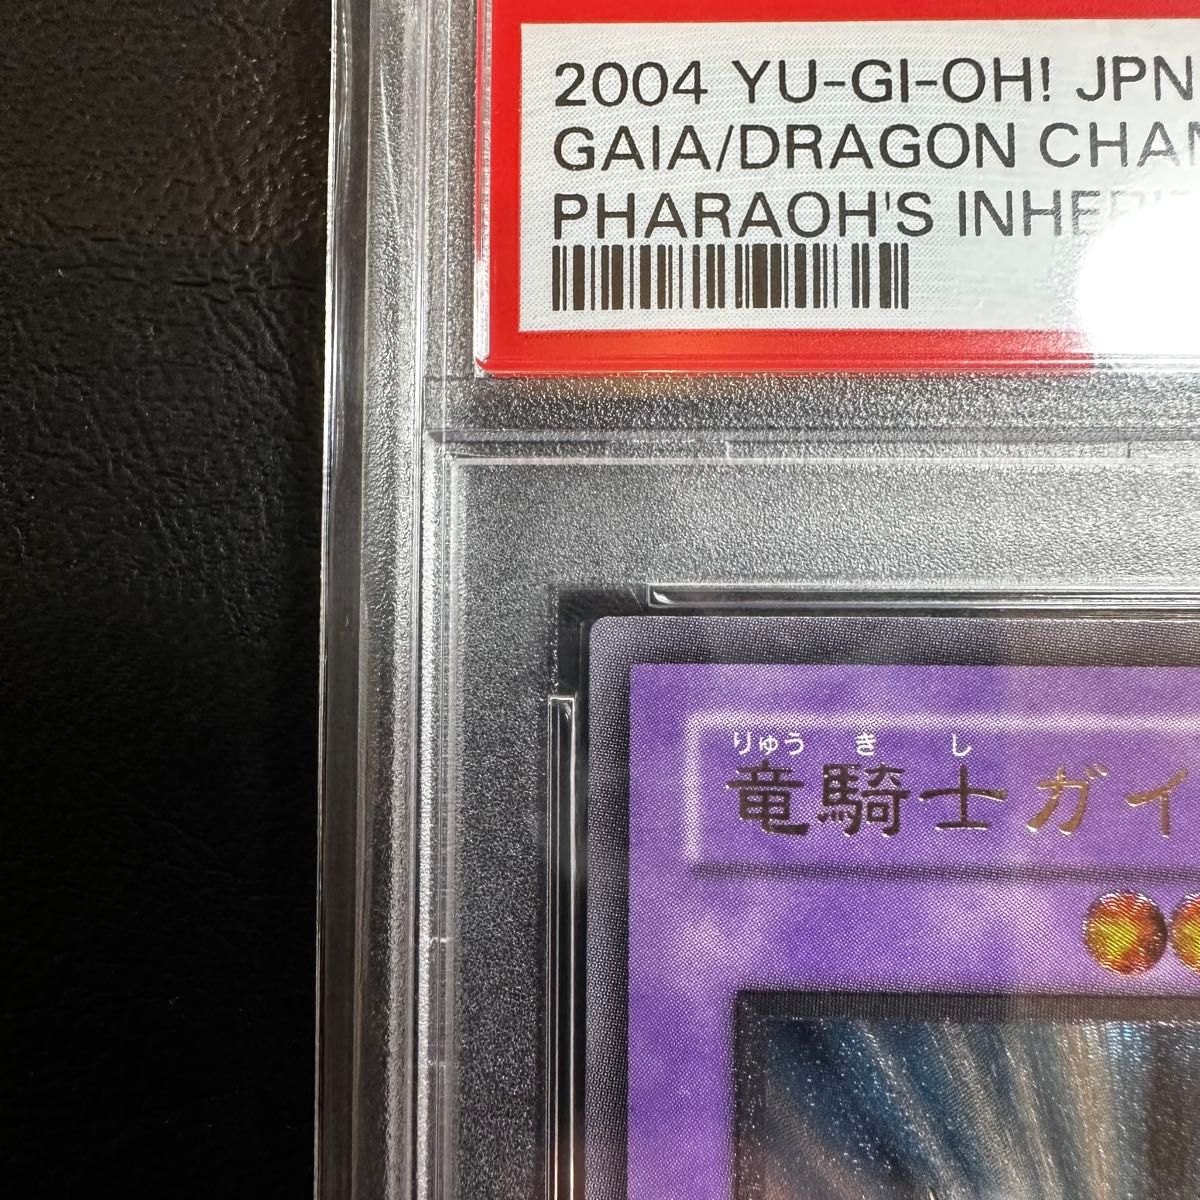 2004 YU-GI-OH! JPN
GAIA/DRAGON CHAM
PHARAOH'S INHERI
りゅう き し
竜騎士ガイ